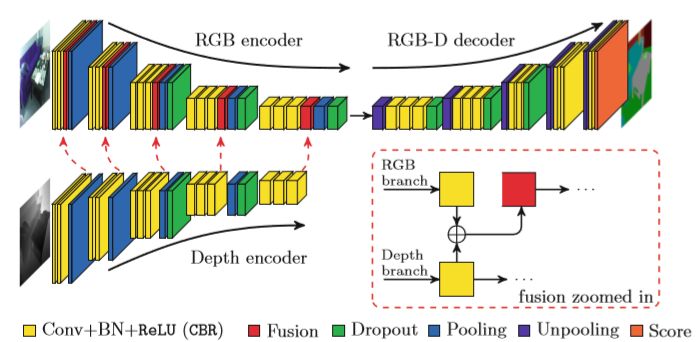 RGB encoder
RGB-D decoder
RGB
branch
Depth
branch
Depth encoder
fusion zoomed in
Conv+BN+ReLU (CBR)
Fusion
Dropout
Pooling
Unpooling
Score